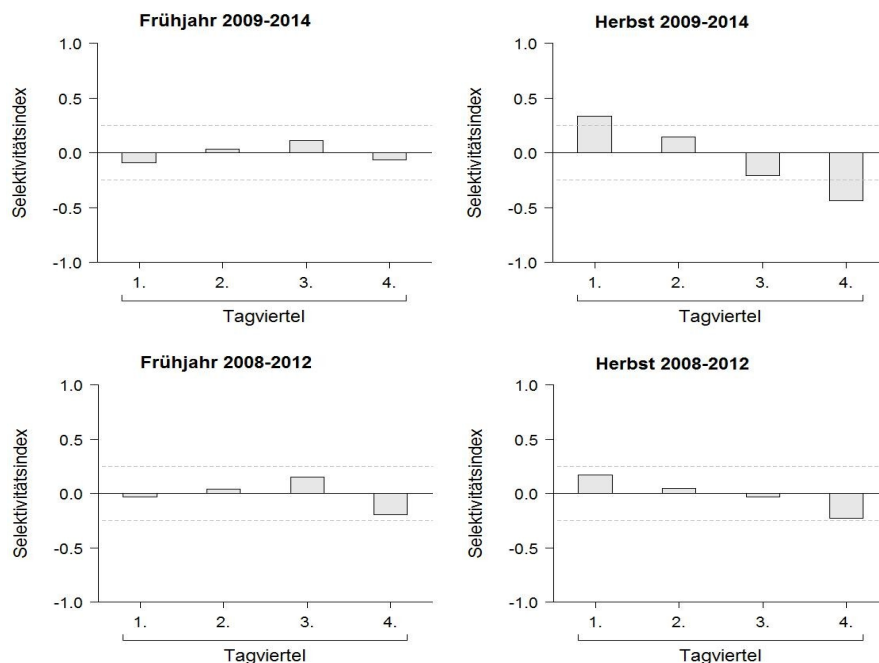 Frühjahr 2009-2014
1.0
0.5
0.0
-0.5
-1.0
Selektivitätsindex
1. 2. 3. 4.
Tagviertel
Herbst 2009-2014
1.0
0.5
0.0
-0.5
-1.0
Selektivitätsindex
1. 2. 3. 4.
Tagviertel
Frühjahr 2008-2012
1.0
0.5
0.0
-0.5
-1.0
Selektivitätsindex
1. 2. 3. 4.
Tagviertel
Herbst 2008-2012
1.0
0.5
0.0
-0.5
-1.0
Selektivitätsindex
1. 2. 3. 4.
Tagviertel